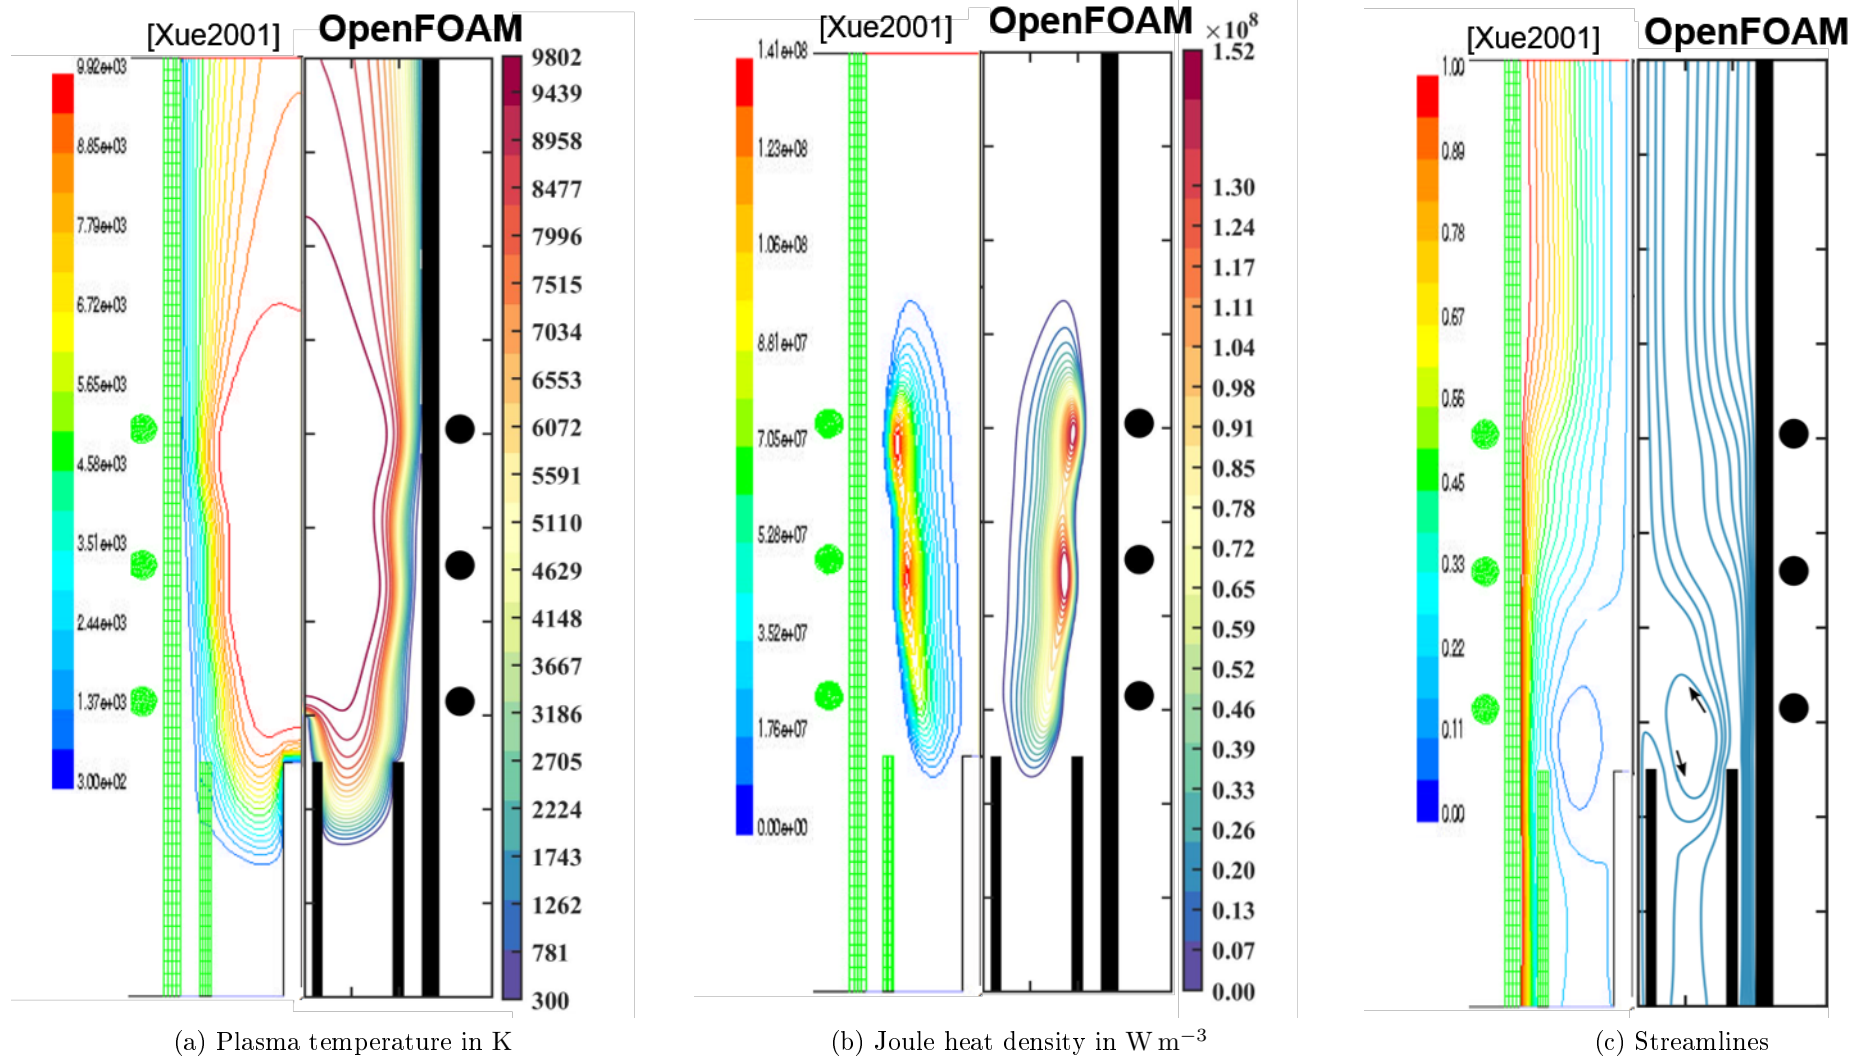 [Xue2001] OpenFOAM
9.92e+03
8.85e+03
7.79e+03
6.72e+03
5.65e+03
4.58e+03
3.51e+03
2.44e+03
1.37e+03
3.00e+02
9802
9439
8958
8477
7996
7515
7034
6553
6072
5591
5110
4629
4148
3667
3186
2705
2224
1743
1262
781
300
(a) Plasma temperature in K
[Xue2001] OpenFOAM
1.41e+08
1.23e+08
1.06e+08
8.81e+07
7.05e+07
5.28e+07
3.52e+07
1.76e+07
0.00e+00
×10⁸
1.52
1.30
1.24
1.17
1.11
1.04
0.98
0.91
0.85
0.78
0.72
0.65
0.59
0.52
0.46
0.39
0.33
0.26
0.20
0.13
0.07
0.00
(b) Joule heat density in W m⁻³
[Xue2001] OpenFOAM
1.00
0.89
0.78
0.67
0.56
0.45
0.33
0.22
0.11
0.00
(c) Streamlines